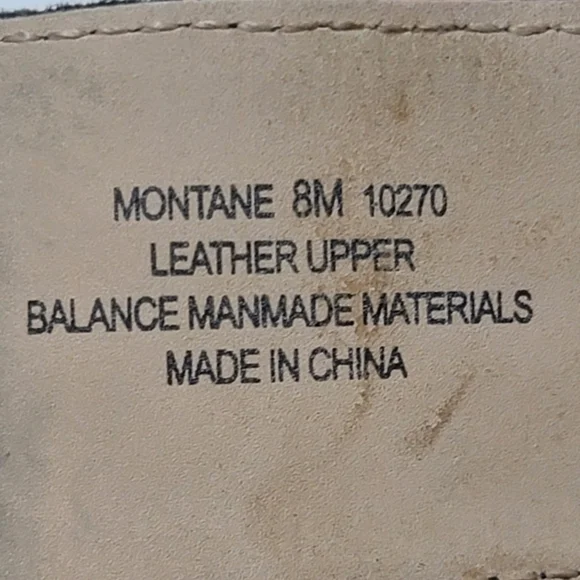 MONTANE 8M 10270
LEATHER UPPER
BALANCE MANMADE MATERIALS
MADE IN CHINA